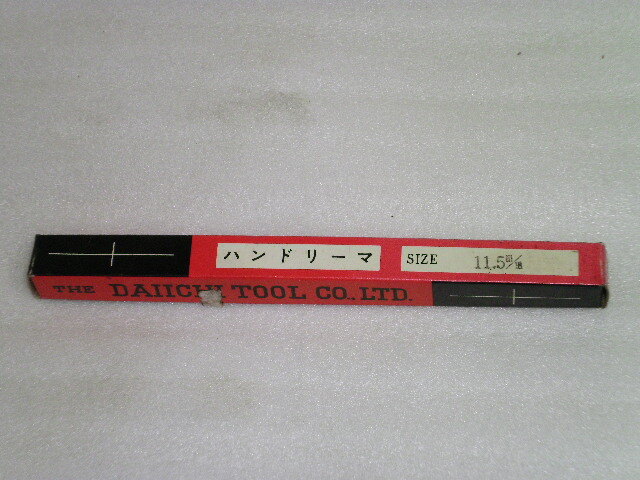 ハンドリーマ
SIZE 11.5 m/m
THE DAIICHI TOOL CO., LTD.